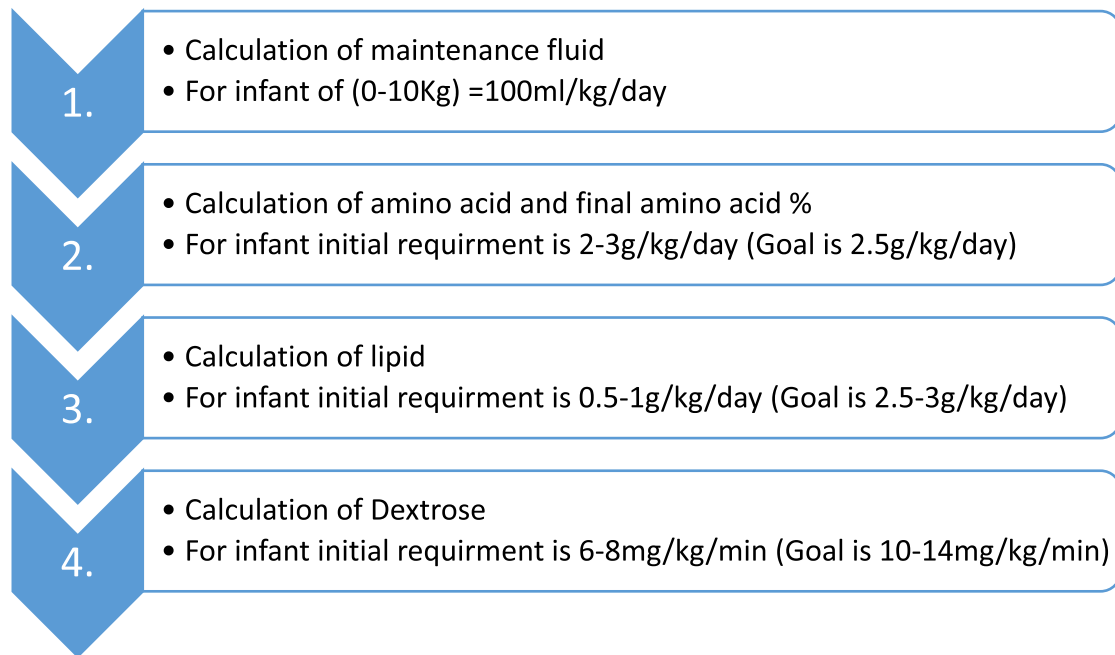 1.
• Calculation of maintenance fluid
• For infant of (0-10Kg) =100ml/kg/day
2.
• Calculation of amino acid and final amino acid %
• For infant initial requirment is 2-3g/kg/day (Goal is 2.5g/kg/day)
3.
• Calculation of lipid
• For infant initial requirment is 0.5-1g/kg/day (Goal is 2.5-3g/kg/day)
4.
• Calculation of Dextrose
• For infant initial requirment is 6-8mg/kg/min (Goal is 10-14mg/kg/min)